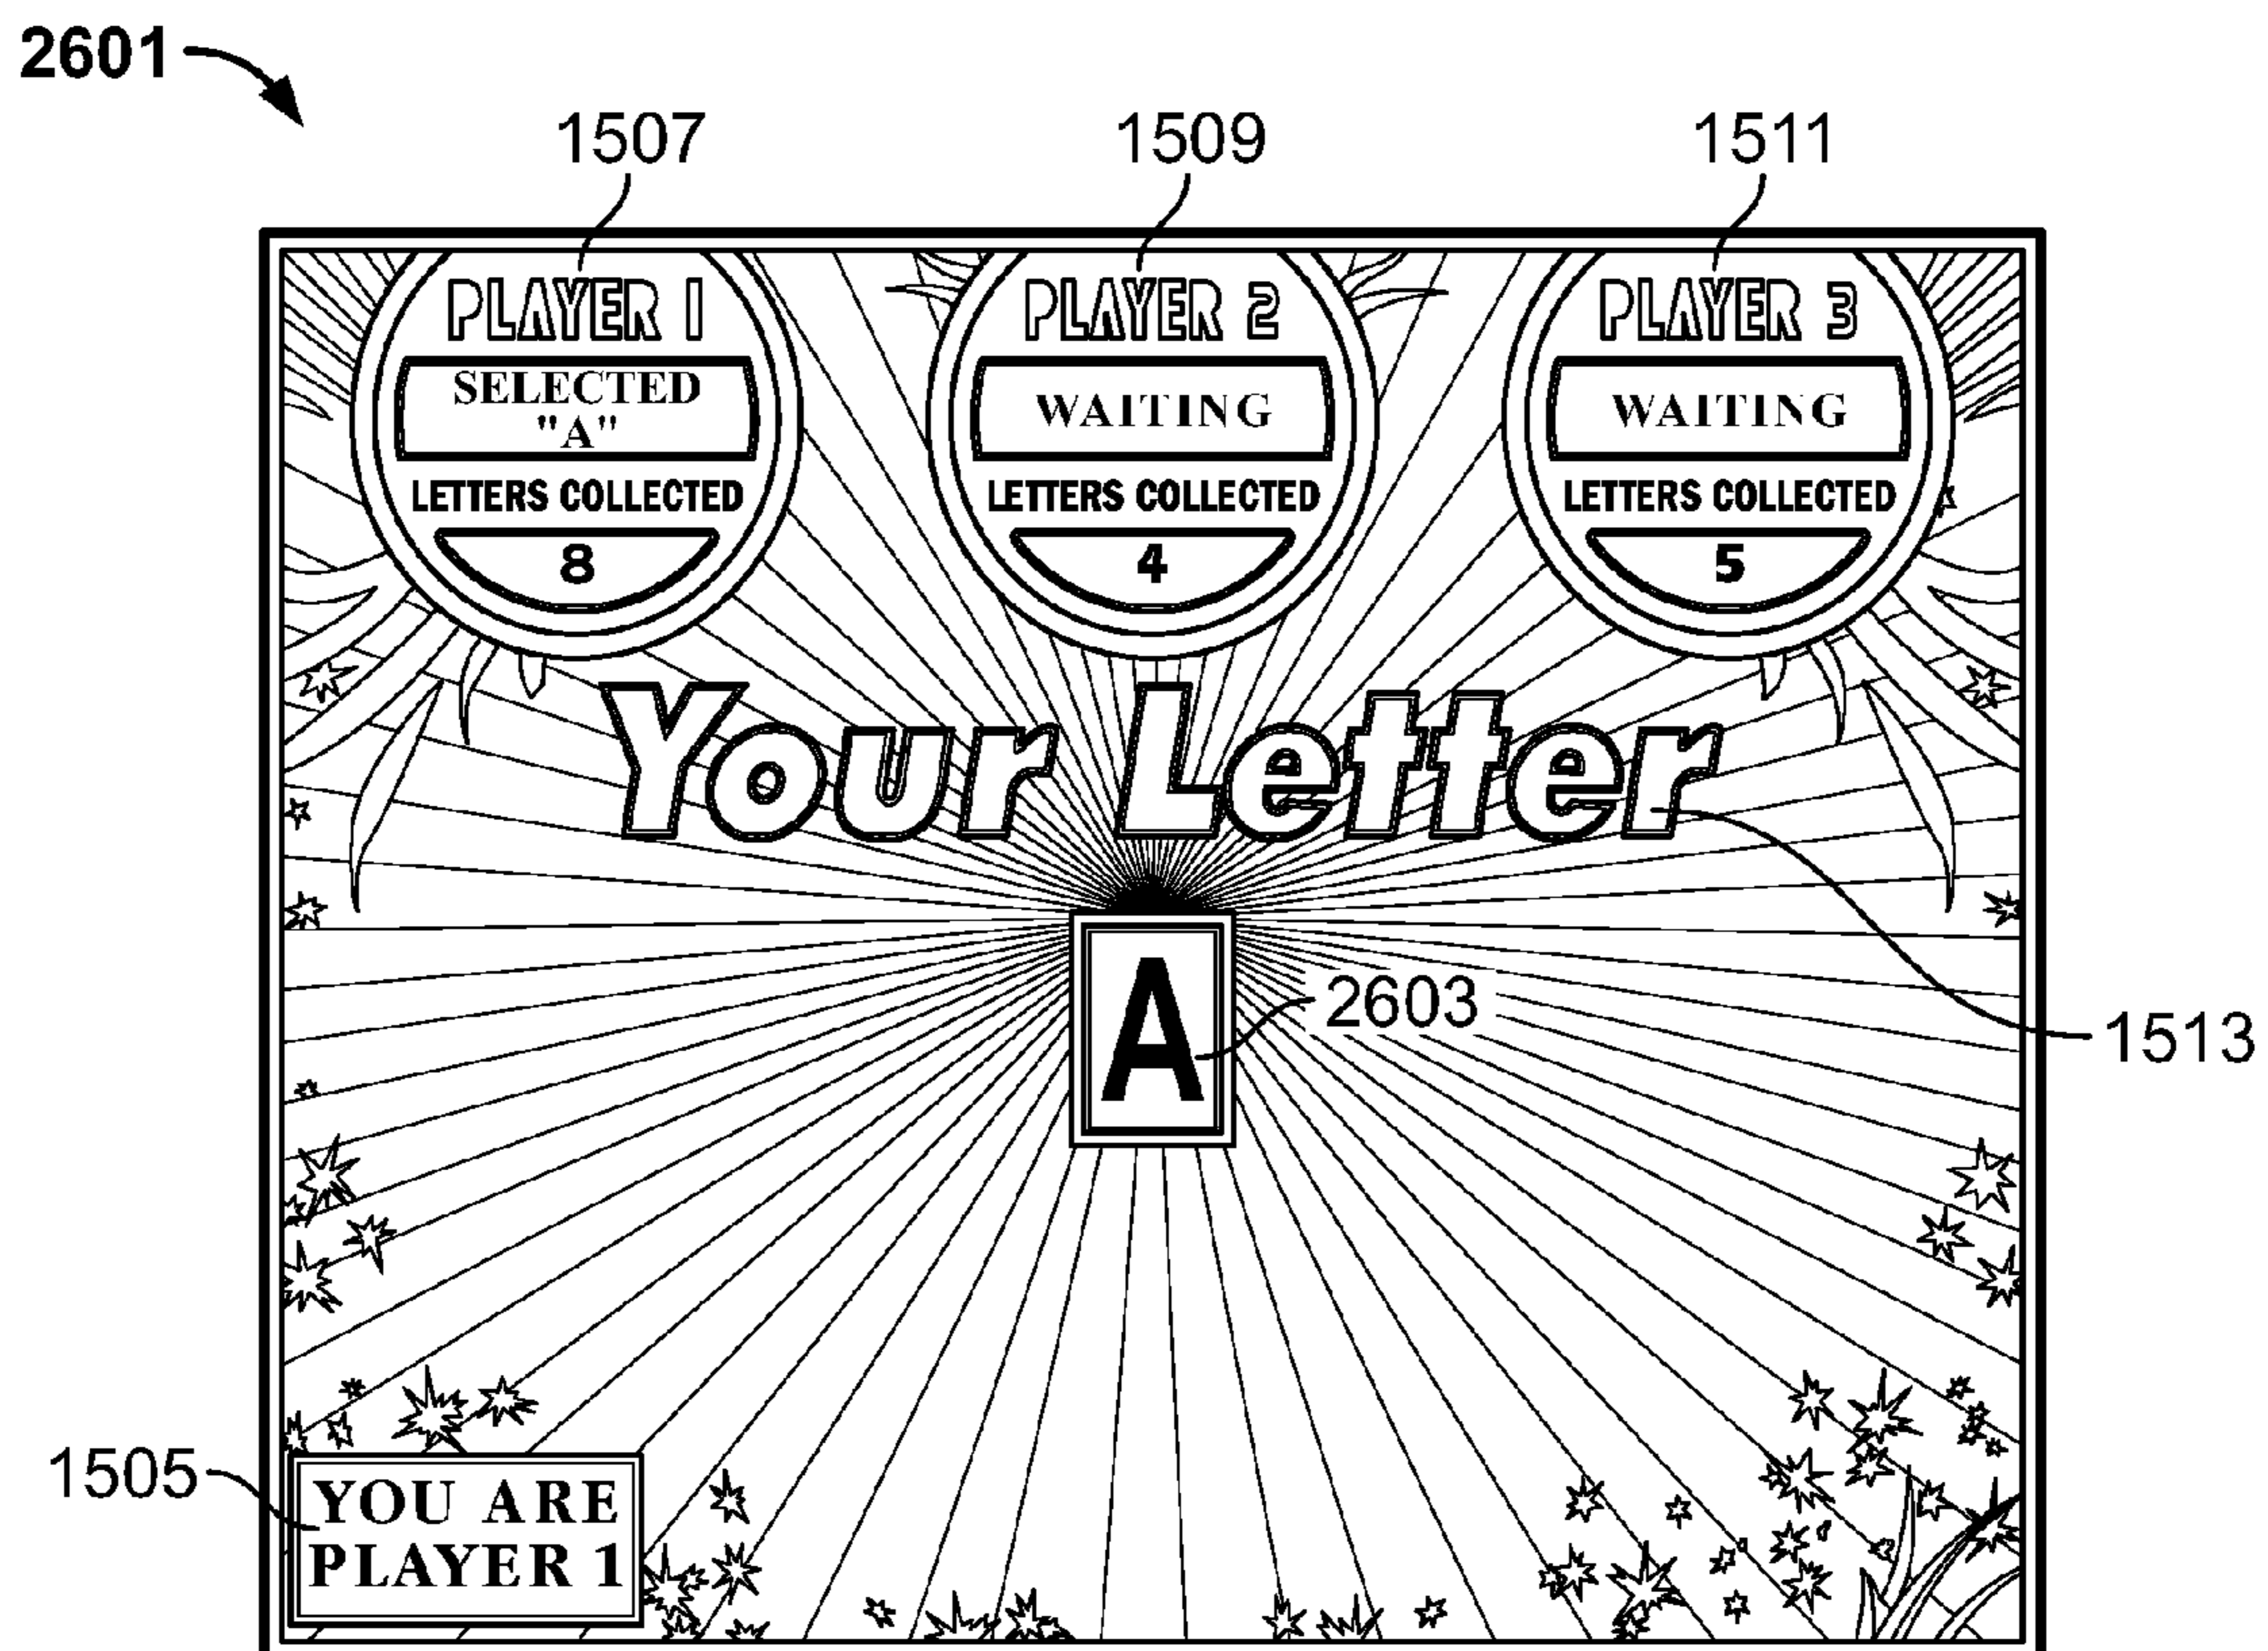 2601
1507 1509 1511
PLAYER 1 PLAYER 2 PLAYER 3
SELECTED
"A"
WAITING WAITING
LETTERS COLLECTED LETTERS COLLECTED LETTERS COLLECTED
8 4 5
Your Letter
A
2603
1513
1505
YOU ARE
PLAYER 1